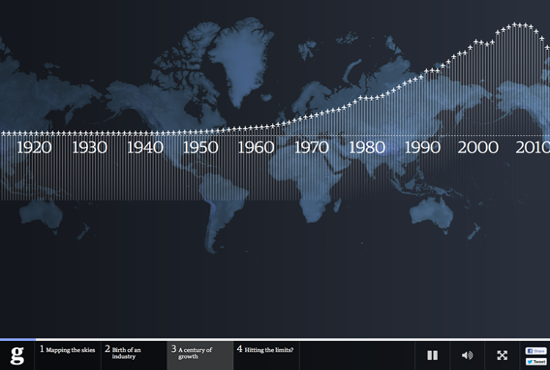 1920 1930 1940 1950 1960 1970 1980 1990 2000 2010
g
1 Mapping the skies
2 Birth of an
industry
3 A century of
growth
4 Hitting the limits?
Share
Tweet